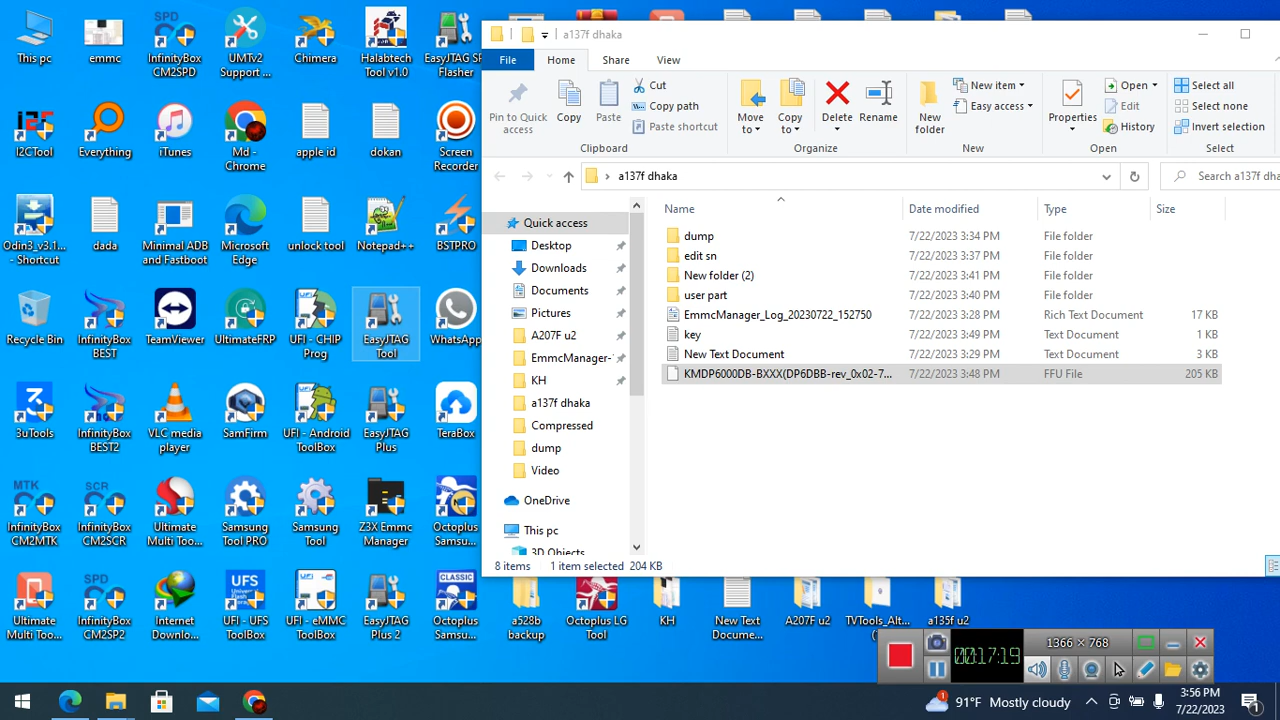 This pc
emmc
InfinityBox
CM2SPD
UMTv2
Support ...
Chimera
Halabtech
Tool v1.0
EasyJTAG SP
Flasher
I2CTool
Everything
iTunes
Md -
Chrome
apple id
dokan
Screen
Recorder
Odin3_v3.1...
- Shortcut
dada
Minimal ADB
and Fastboot
Microsoft
Edge
unlock tool
Notepad++
BSTPRO
Recycle Bin
InfinityBox
BEST
TeamViewer
UltimateFRP
UFI - CHIP
Prog
EasyJTAG
Tool
WhatsApp
3uTools
InfinityBox
BEST2
VLC media
player
SamFirm
UFI - Android
ToolBox
EasyJTAG
Plus
TeraBox
InfinityBox
CM2MTK
InfinityBox
CM2SCR
Ultimate
Multi Too...
Samsung
Tool PRO
Samsung
Tool
Z3X Emmc
Manager
Octoplus
Samsu...
Ultimate
Multi Too...
InfinityBox
CM2SP2
Internet
Downlo...
UFI - UFS
ToolBox
UFI - eMMC
ToolBox
EasyJTAG
Plus 2
Octoplus
Samsu...
a528b
backup
Octoplus LG
Tool
KH
New Text
Docume...
A207F u2
TVTools_Alt...
a135f u2
a137f dhaka
File
Home
Share
View
Pin to Quick
access
Copy
Paste
Cut
Copy path
Paste shortcut
Clipboard
Move
to
Copy
to
Delete
Rename
Organize
New
folder
New item
Easy access
New
Properties
Open
Edit
History
Open
Select all
Select none
Invert selection
Select
a137f dhaka
Search a137f dha
Name
Date modified
Type
Size
Quick access
Desktop
Downloads
Documents
Pictures
A207F u2
EmmcManager-
KH
a137f dhaka
Compressed
dump
Video
OneDrive
This pc
3D Objects
dump 7/22/2023 3:34 PM File folder
edit sn 7/22/2023 3:37 PM File folder
New folder (2) 7/22/2023 3:41 PM File folder
user part 7/22/2023 3:40 PM File folder
EmmcManager_Log_20230722_152750 7/22/2023 3:28 PM Rich Text Document 17 KB
key 7/22/2023 3:49 PM Text Document 1 KB
New Text Document 7/22/2023 3:29 PM Text Document 3 KB
KMDP6000DB-BXXX(DP6DBB-rev_0x02-7... 7/22/2023 3:48 PM FFU File 205 KB
8 items
1 item selected 204 KB
1366 × 768
00:17:19
91°F Mostly cloudy
3:56 PM
7/22/2023